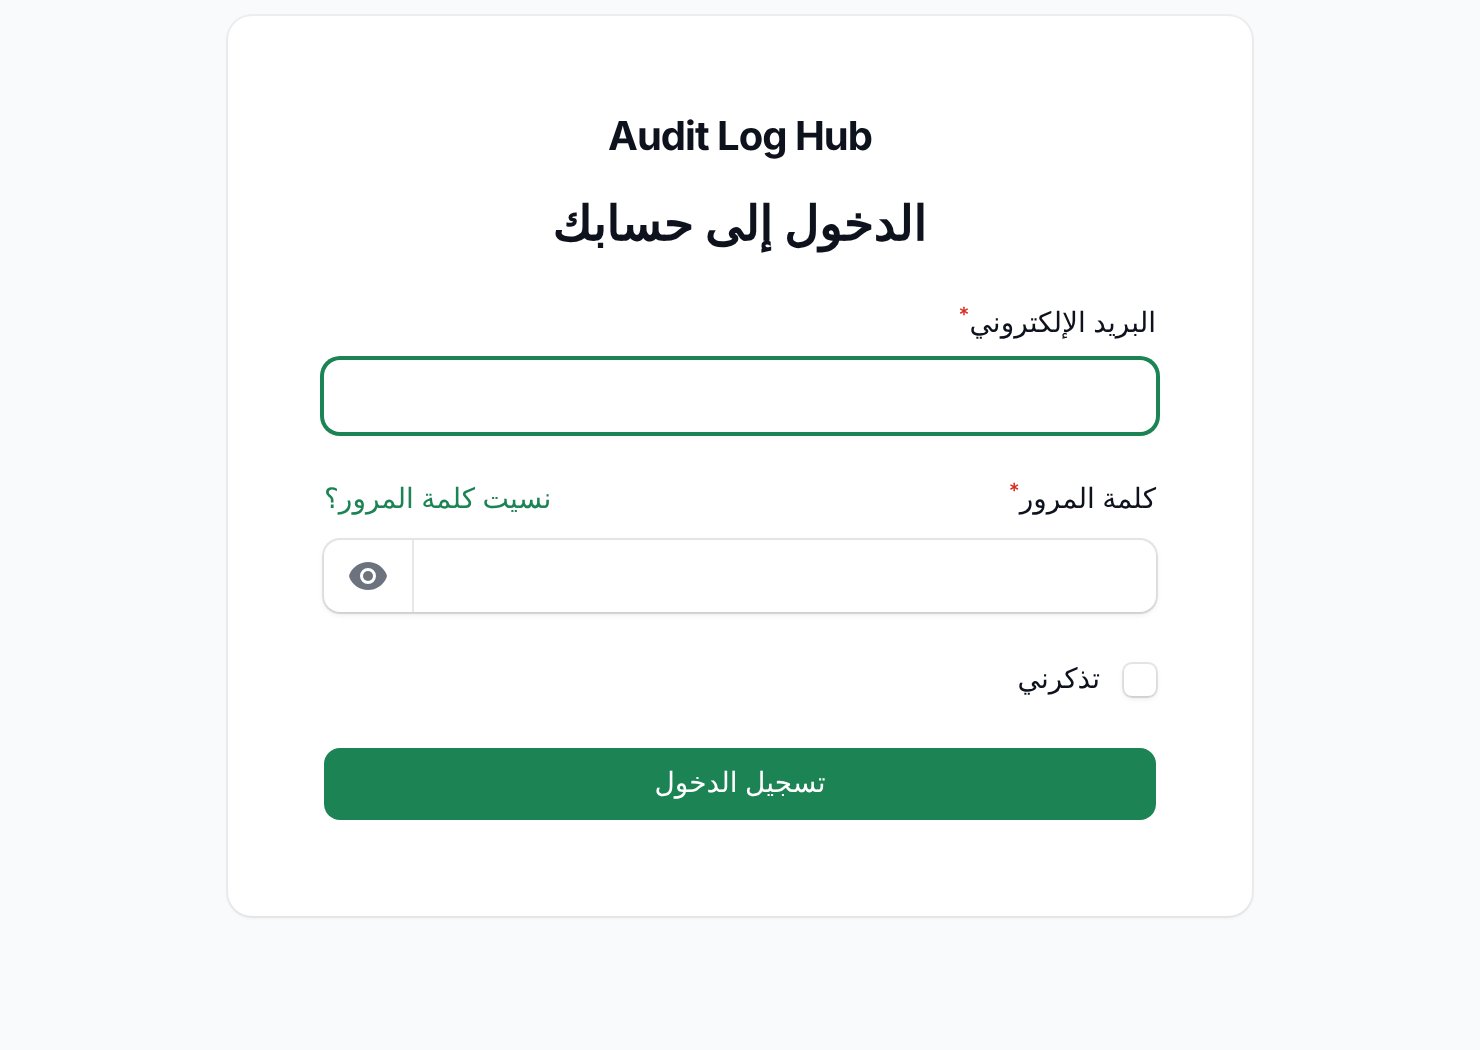 Audit Log Hub
الدخول إلى حسابك
البريد الإلكتروني*
كلمة المرور*
نسيت كلمة المرور؟
تذكرني
تسجيل الدخول